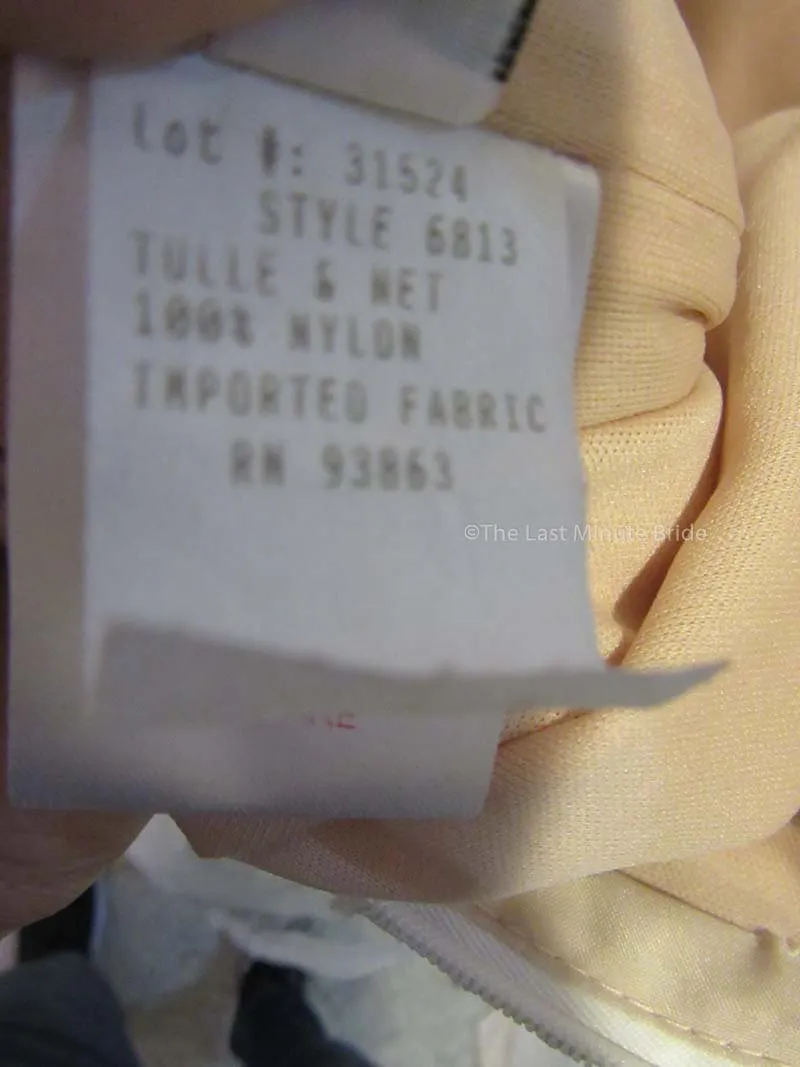 Lot #: 31524
STYLE 6813
TULLE & NET
100% NYLON
IMPORTED FABRIC
RN 93863
©The Last Minute Bride